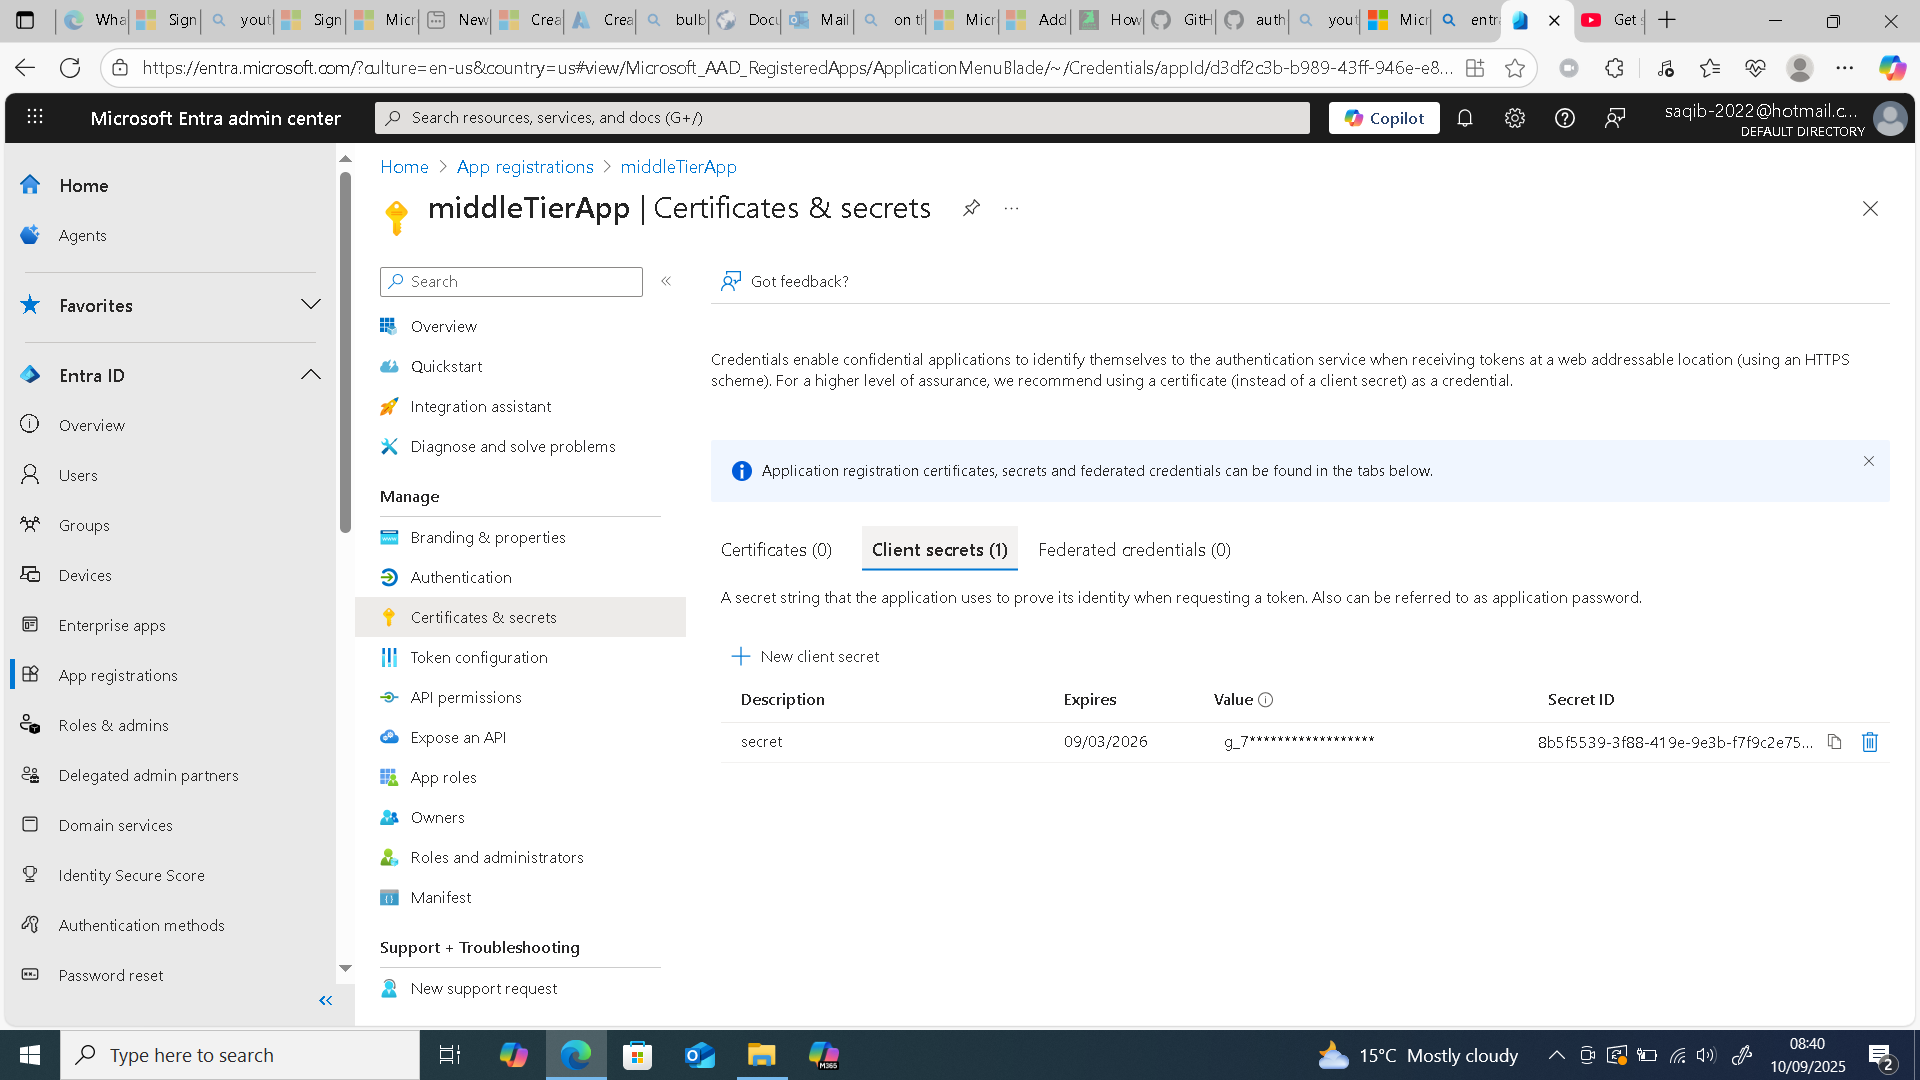 Wha
Sign
yout
Sign
Micr
New
Crea
Crea
bulb
Docu
Mail
on th
Micr
Add
How
GitH
auth
yout
Micr
entra
Get s
https://entra.microsoft.com/?culture=en-us&country=us#view/Microsoft_AAD_RegisteredApps/ApplicationMenuBlade/~/Credentials/appId/d3df2c3b-b989-43ff-946e-e8...
Microsoft Entra admin center
Search resources, services, and docs (G+/)
Copilot
saqib-2022@hotmail.c...
DEFAULT DIRECTORY
Home
Agents
Favorites
Entra ID
Overview
Users
Groups
Devices
Enterprise apps
App registrations
Roles & admins
Delegated admin partners
Domain services
Identity Secure Score
Authentication methods
Password reset
Home > App registrations > middleTierApp
middleTierApp | Certificates & secrets
Search
Overview
Quickstart
Integration assistant
Diagnose and solve problems
Manage
Branding & properties
Authentication
Certificates & secrets
Token configuration
API permissions
Expose an API
App roles
Owners
Roles and administrators
Manifest
Support + Troubleshooting
New support request
Got feedback?
Credentials enable confidential applications to identify themselves to the authentication service when receiving tokens at a web addressable location (using an HTTPS
scheme). For a higher level of assurance, we recommend using a certificate (instead of a client secret) as a credential.
Application registration certificates, secrets and federated credentials can be found in the tabs below.
Certificates (0)
Client secrets (1)
Federated credentials (0)
A secret string that the application uses to prove its identity when requesting a token. Also can be referred to as application password.
New client secret
Description Expires Value Secret ID
secret 09/03/2026 g_7****************** 8b5f5539-3f88-419e-9e3b-f7f9c2e75...
Type here to search
M365
15°C Mostly cloudy
08:40
10/09/2025
2